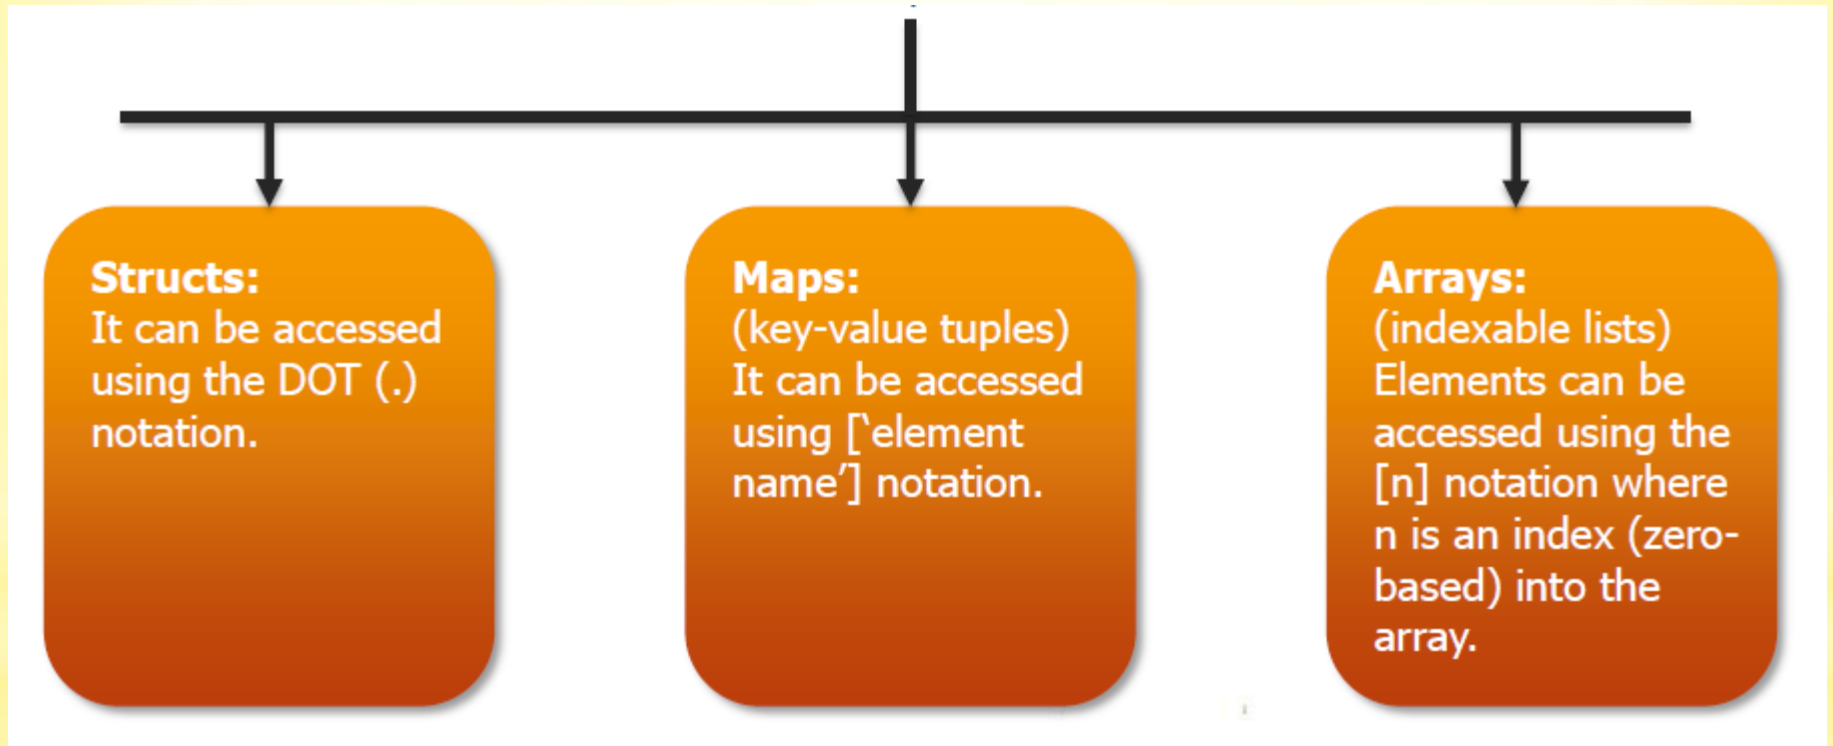 Structs:
It can be accessed
using the DOT (.)
notation.
Maps:
(key-value tuples)
It can be accessed
using [‘element
name’] notation.
Arrays:
(indexable lists)
Elements can be
accessed using the
[n] notation where
n is an index (zero-
based) into the
array.